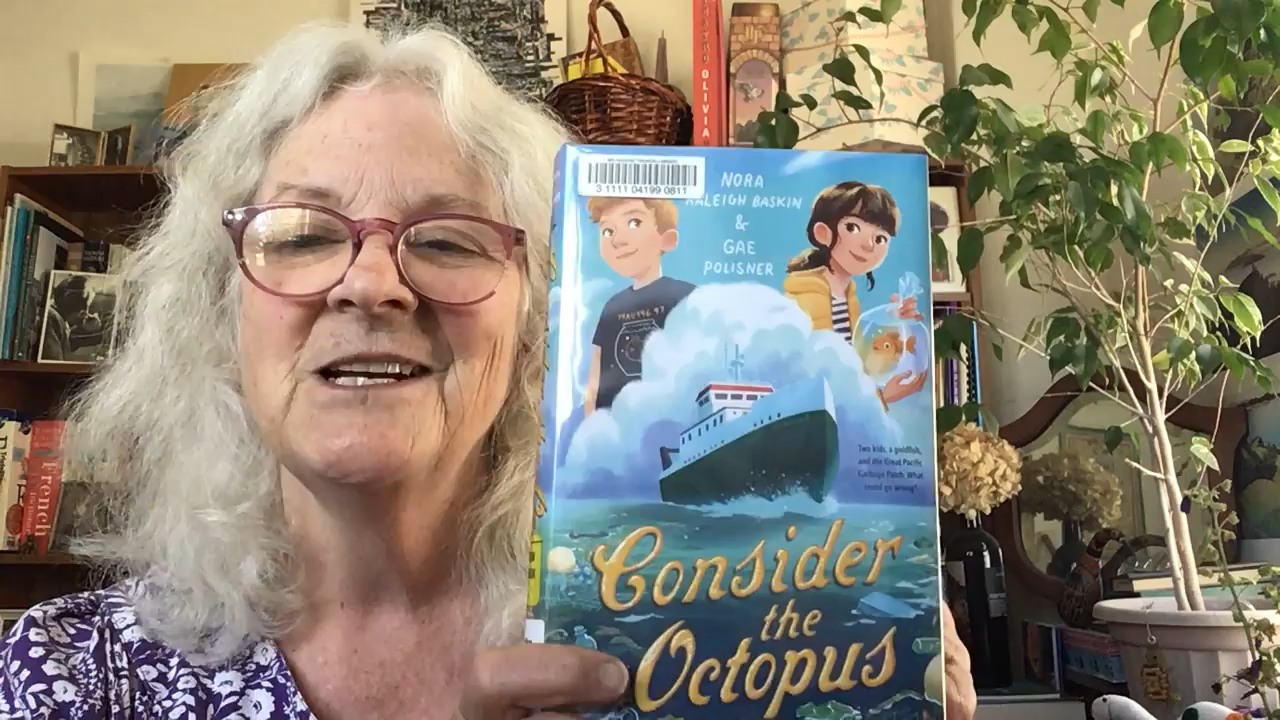 OLIVIA
3 1111 04199 0811
NORA
RALEIGH BASKIN
&
GAE
POLISNER
Two kids, a goldfish,
and the Great Pacific
Garbage Patch. What
could go wrong?
Consider
the
Octopus
French